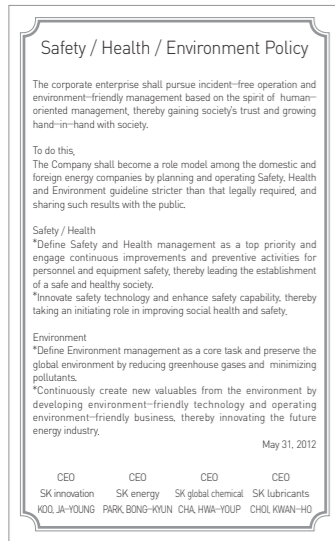 Safety / Health / Environment Policy
The corporate enterprise shall pursue incident-free operation and
environment-friendly management based on the spirit of human-
oriented management, thereby gaining society's trust and growing
hand-in-hand with society.
To do this,
The Company shall become a role model among the domestic and
foreign energy companies by planning and operating Safety, Health
and Environment guideline stricter than that legally required, and
sharing such results with the public.
Safety / Health
*Define Safety and Health management as a top priority and
engage continuous improvements and preventive activities for
personnel and equipment safety, thereby leading the establishment
of a safe and healthy society.
*Innovate safety technology and enhance safety capability, thereby
taking an initiating role in improving social health and safety.
Environment
*Define Environment management as a core task and preserve the
global environment by reducing greenhouse gases and minimizing
pollutants.
*Continuously create new valuables from the environment by
developing environment-friendly technology and operating
environment-friendly business, thereby innovating the future
energy industry.
May 31, 2012
CEO CEO CEO CEO
SK innovation SK energy SK global chemical SK lubricants
KOO, JA-YOUNG PARK, BONG-KYUN CHA, HWA-YOUP CHOI, KWAN-HO